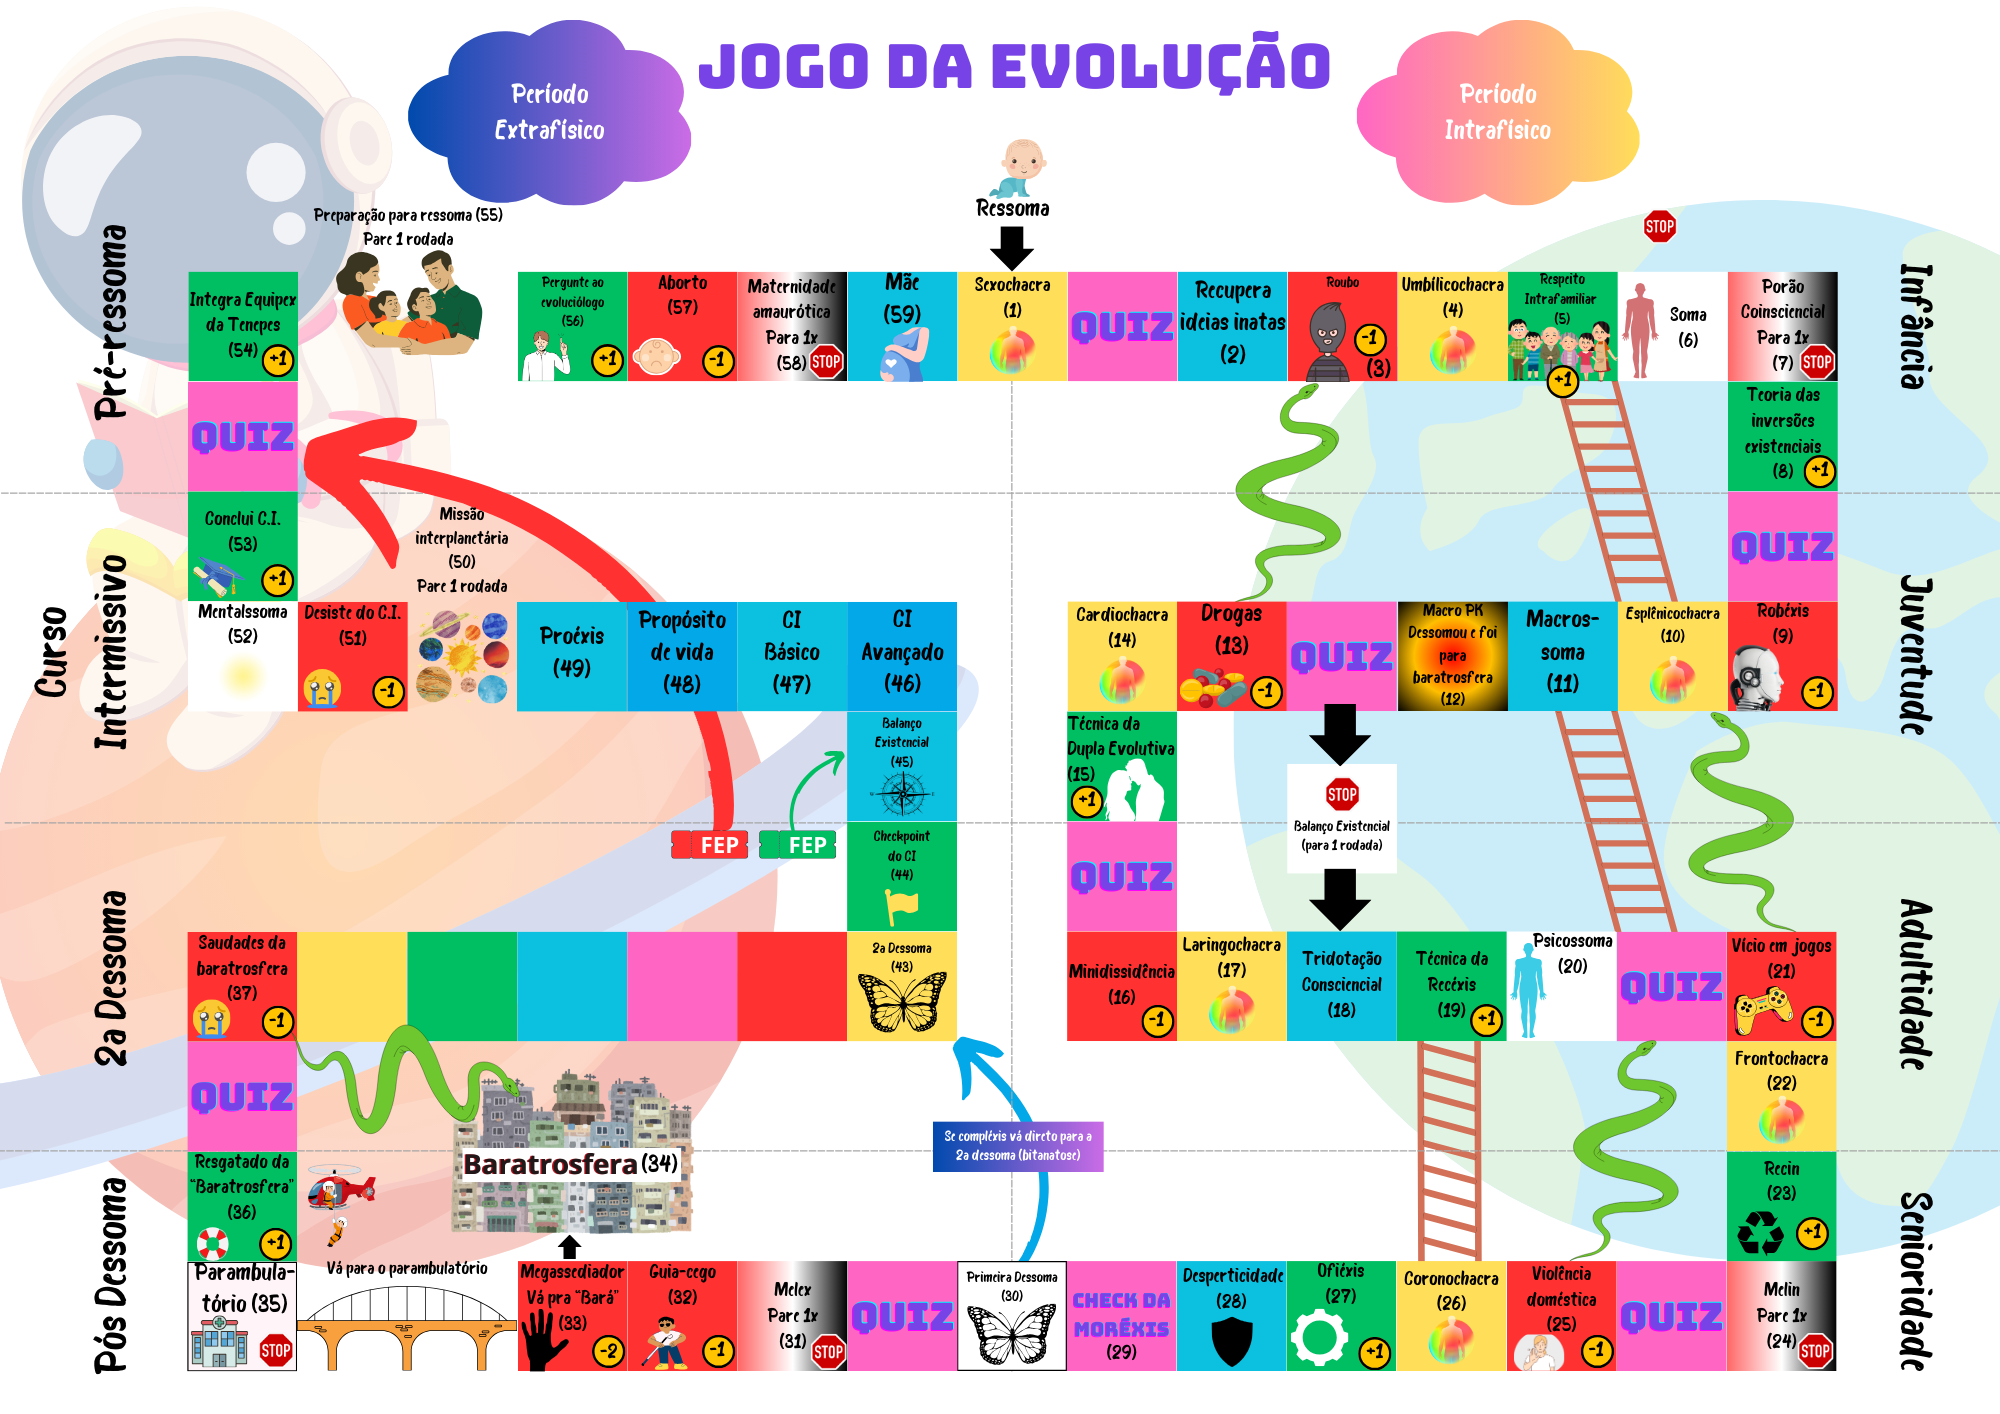 JOGO DA EVOLUÇÃO
Período
Extrafísico
Período
Intrafísico
Ressoma
STOP
Pré-ressoma
Curso
Intermissivo
2a Dessoma
Pós Dessoma
Infância
Juventude
Adultidade
Senioridade
Preparação para ressoma (55)
Pare 1 rodada
Integra Equipex
da Tenepes
(54)
+1
Pergunte ao
evoluciólogo
(56)
+1
Aborto
(57)
-1
Maternidade
amaurótica
Para 1x
(58)
STOP
Mãe
(59)
Sexochacra
(1)
QUIZ
Recupera
ideias inatas
(2)
Roubo
-1
(3)
Umbílicochacra
(4)
Respeito
Intrafamiliar
(5)
+1
Soma
(6)
Porão
Coinsciencial
Para 1x
(7)
STOP
QUIZ
Teoria das
inversões
existenciais
(8)
+1
Conclui C.I.
(53)
+1
QUIZ
Missão
interplanetária
(50)
Pare 1 rodada
Mentalssoma
(52)
Desiste do C.I.
(51)
-1
Proéxis
(49)
Propósito
de vida
(48)
CI
Básico
(47)
CI
Avançado
(46)
Cardiochacra
(14)
Drogas
(13)
-1
QUIZ
Macro PK
Dessomou e foi
para
baratrosfera
(12)
Macros-
soma
(11)
Esplênicochacra
(10)
Robéxis
(9)
-1
Balanço
Existencial
(45)
Técnica da
Dupla Evolutiva
(15)
+1
STOP
Balanço Existencial
(para 1 rodada)
FEP
FEP
Checkpoint
do CI
(44)
QUIZ
Saudades da
baratrosfera
(37)
-1
2a Dessoma
(43)
Minidissidência
(16)
-1
Laringochacra
(17)
Tridotação
Consciencial
(18)
Técnica da
Recéxis
(19)
+1
Psicossoma
(20)
QUIZ
Vício em jogos
(21)
-1
QUIZ
Frontochacra
(22)
Se compléxis vá direto para a
2a dessoma (bitanatose)
Baratrosfera (34)
Resgatado da
"Baratrosfera"
(36)
+1
Recin
(23)
+1
Parambula-
tório (35)
STOP
Vá para o parambulatório
Megassediador
Vá pra "Bará"
(33)
-2
Guia-cego
(32)
-1
Melex
Pare 1x
(31)
STOP
QUIZ
Primeira Dessoma
(30)
CHECK DA
MORÉXIS
(29)
Desperticidade
(28)
Ofiéxis
(27)
+1
Coronochacra
(26)
Violência
doméstica
(25)
-1
QUIZ
Melin
Pare 1x
(24)
STOP